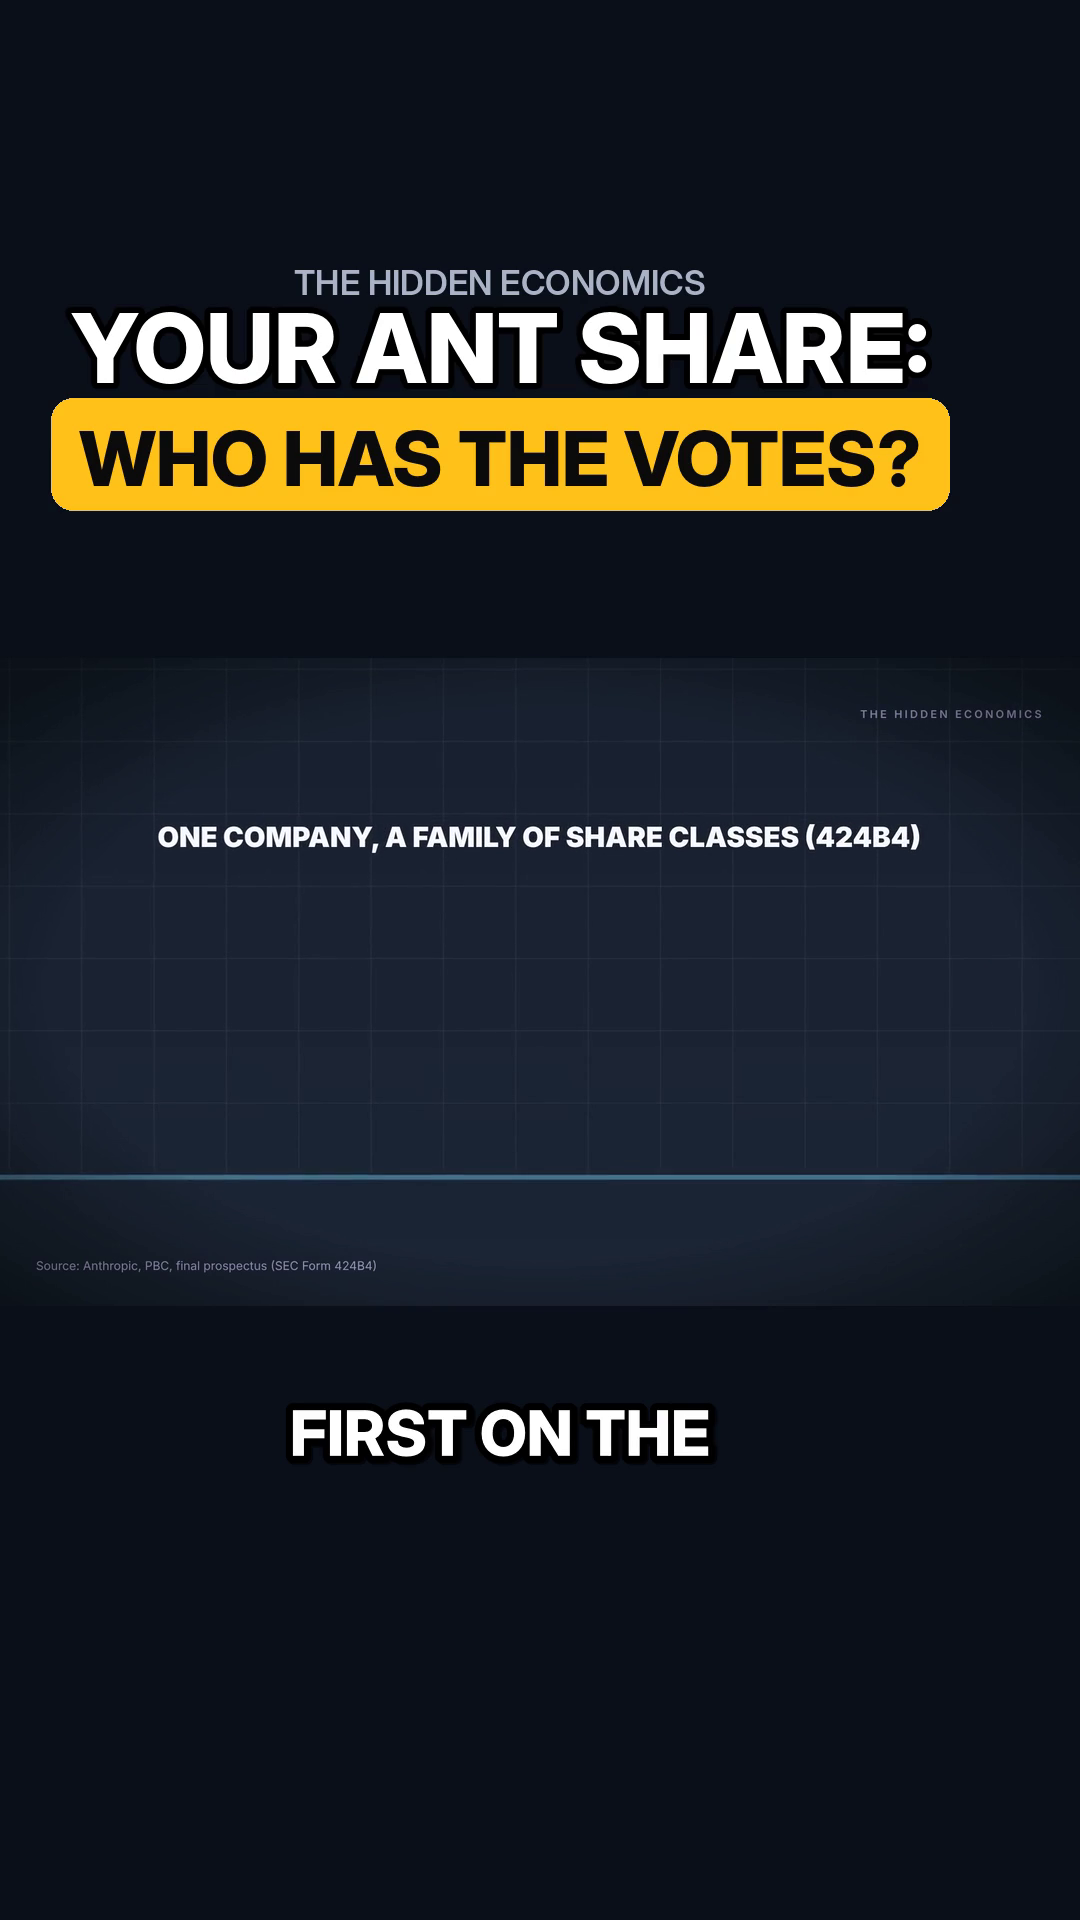 THE HIDDEN ECONOMICS
YOUR ANT SHARE:
WHO HAS THE VOTES?
THE HIDDEN ECONOMICS
ONE COMPANY, A FAMILY OF SHARE CLASSES (424B4)
Source: Anthropic, PBC, final prospectus (SEC Form 424B4)
FIRST ON THE